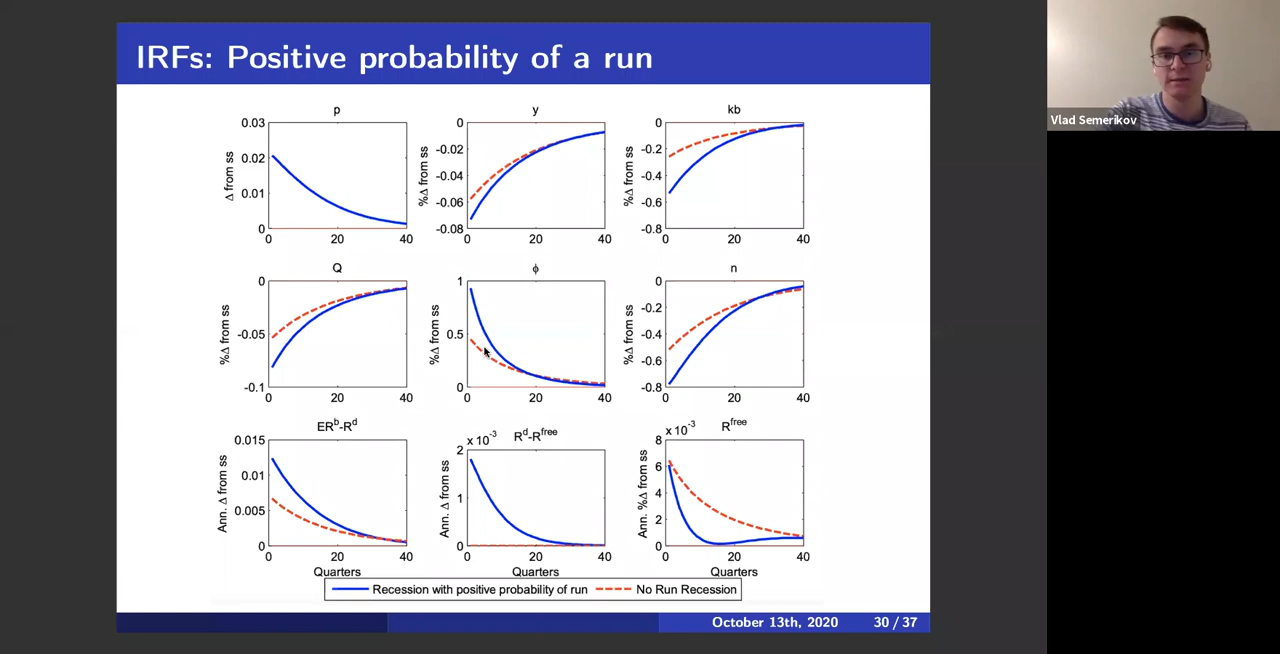 IRFs: Positive probability of a run
Vlad Semerikov
p
Δ from ss
0.03
0.02
0.01
0
0 20 40
y
%Δ from ss
0
-0.02
-0.04
-0.06
-0.08
0 20 40
kb
%Δ from ss
0
-0.2
-0.4
-0.6
-0.8
0 20 40
Q
%Δ from ss
0
-0.05
-0.1
0 20 40
ϕ
%Δ from ss
1
0.5
0
0 20 40
n
%Δ from ss
0
-0.2
-0.4
-0.6
-0.8
0 20 40
ERᵇ-Rᵈ
Ann. Δ from ss
0.015
0.01
0.005
0
0 20 40
Quarters
x 10⁻³ Rᵈ-Rᶠʳᵉᵉ
Ann. Δ from ss
2
1
0
0 20 40
Quarters
x 10⁻³ Rᶠʳᵉᵉ
Ann. %Δ from ss
8
6
4
2
0
0 20 40
Quarters
Recession with positive probability of run No Run Recession
October 13th, 2020 30 / 37